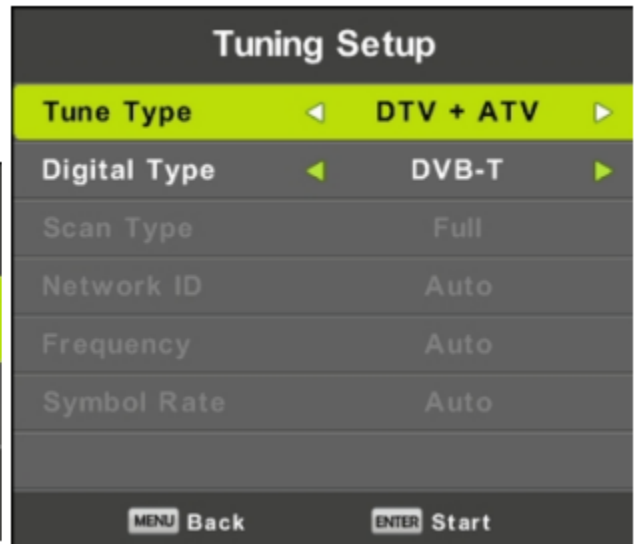 Tuning Setup
Tune Type DTV + ATV
Digital Type DVB-T
Scan Type Full
Network ID Auto
Frequency Auto
Symbol Rate Auto
MENU Back ENTER Start